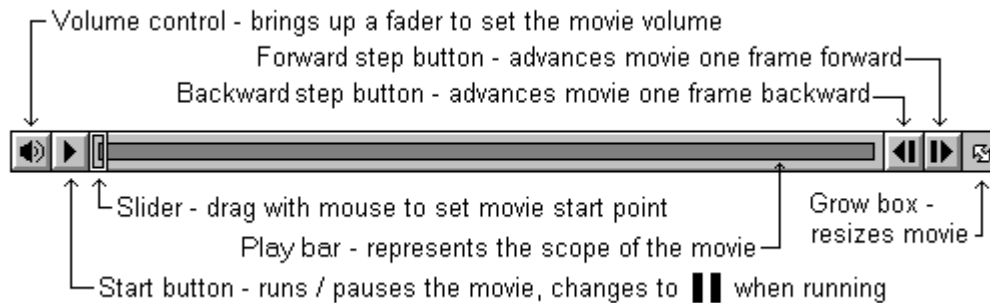 Volume control - brings up a fader to set the movie volume
Forward step button - advances movie one frame forward
Backward step button - advances movie one frame backward
Slider - drag with mouse to set movie start point
Grow box -
resizes movie
Play bar - represents the scope of the movie
Start button - runs / pauses the movie, changes to ▮▮ when running